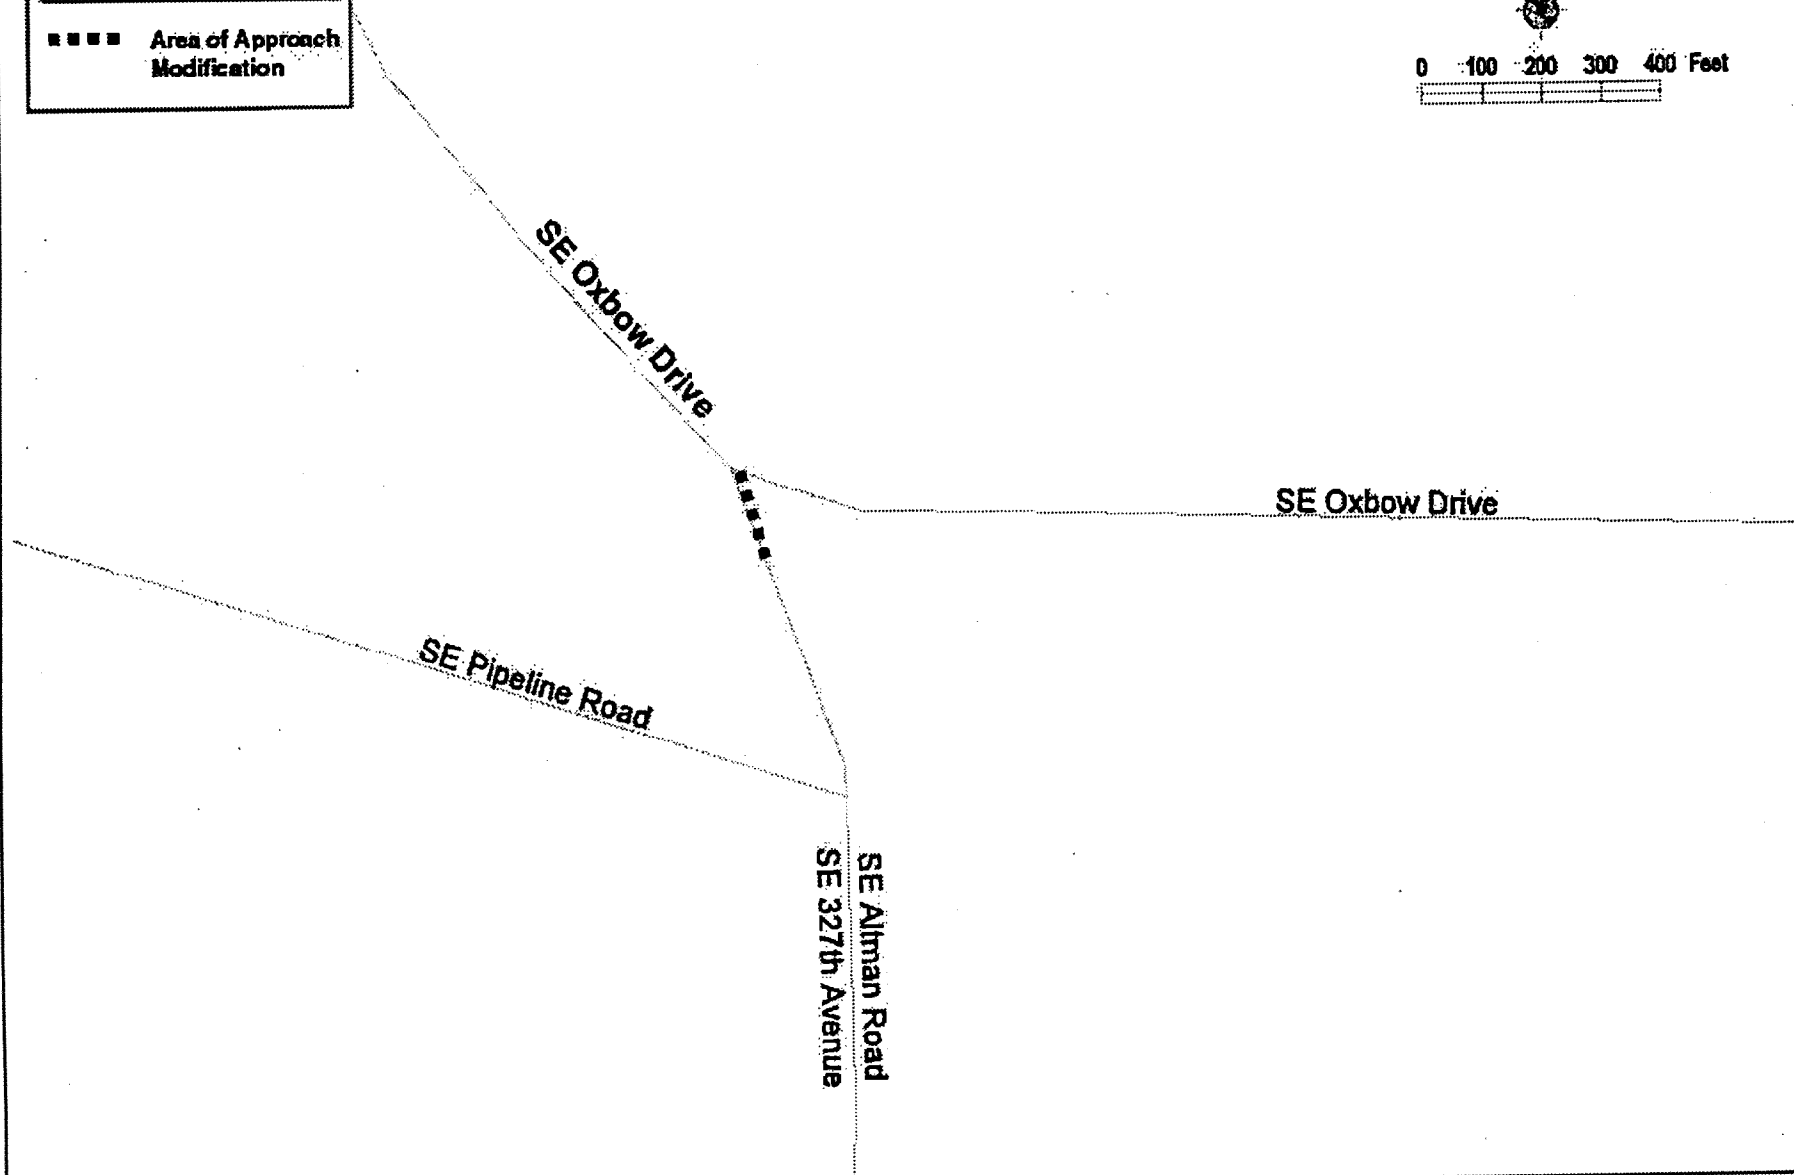 Area of Approach
Modification
0 100 200 300 400 Feet
SE Oxbow Drive
SE Oxbow Drive
SE Pipeline Road
SE Altman Road
SE 327th Avenue